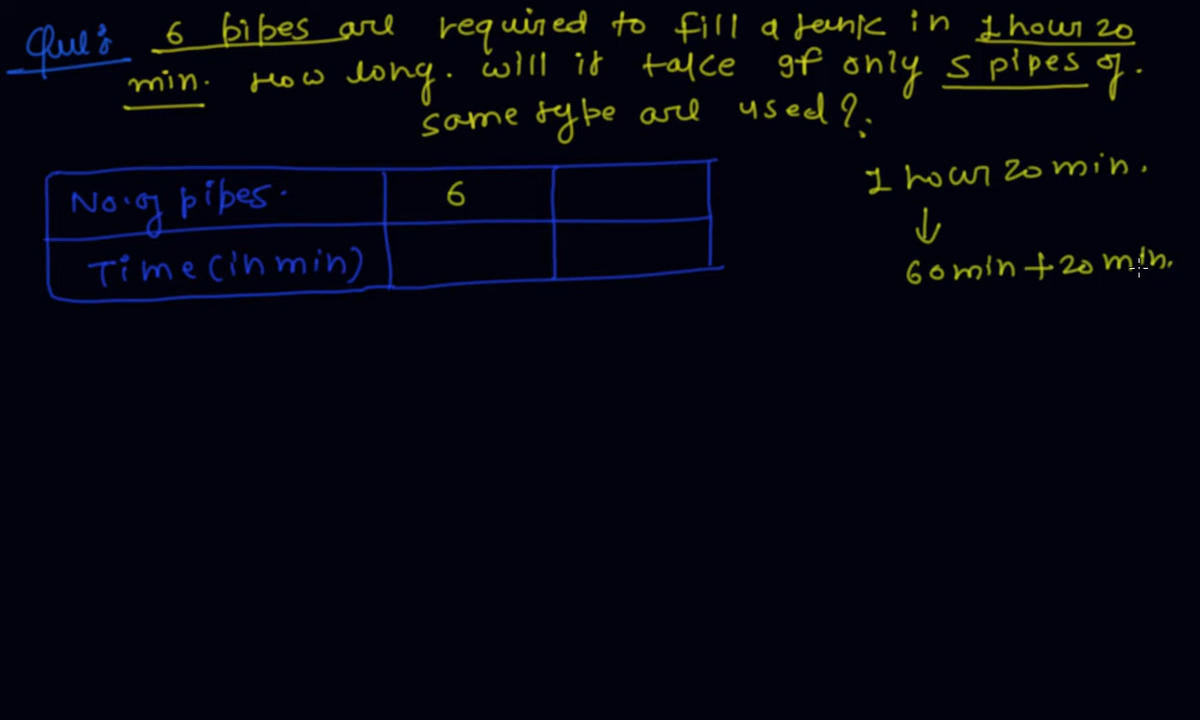 Que: 6 pipes are required to fill a tank in 1 hour 20
min. How long. will it take if only 5 pipes of.
same type are used?.
No. of pipes. 6
Time (in min)
1 hour 20 min.
↓
60 min + 20 min.